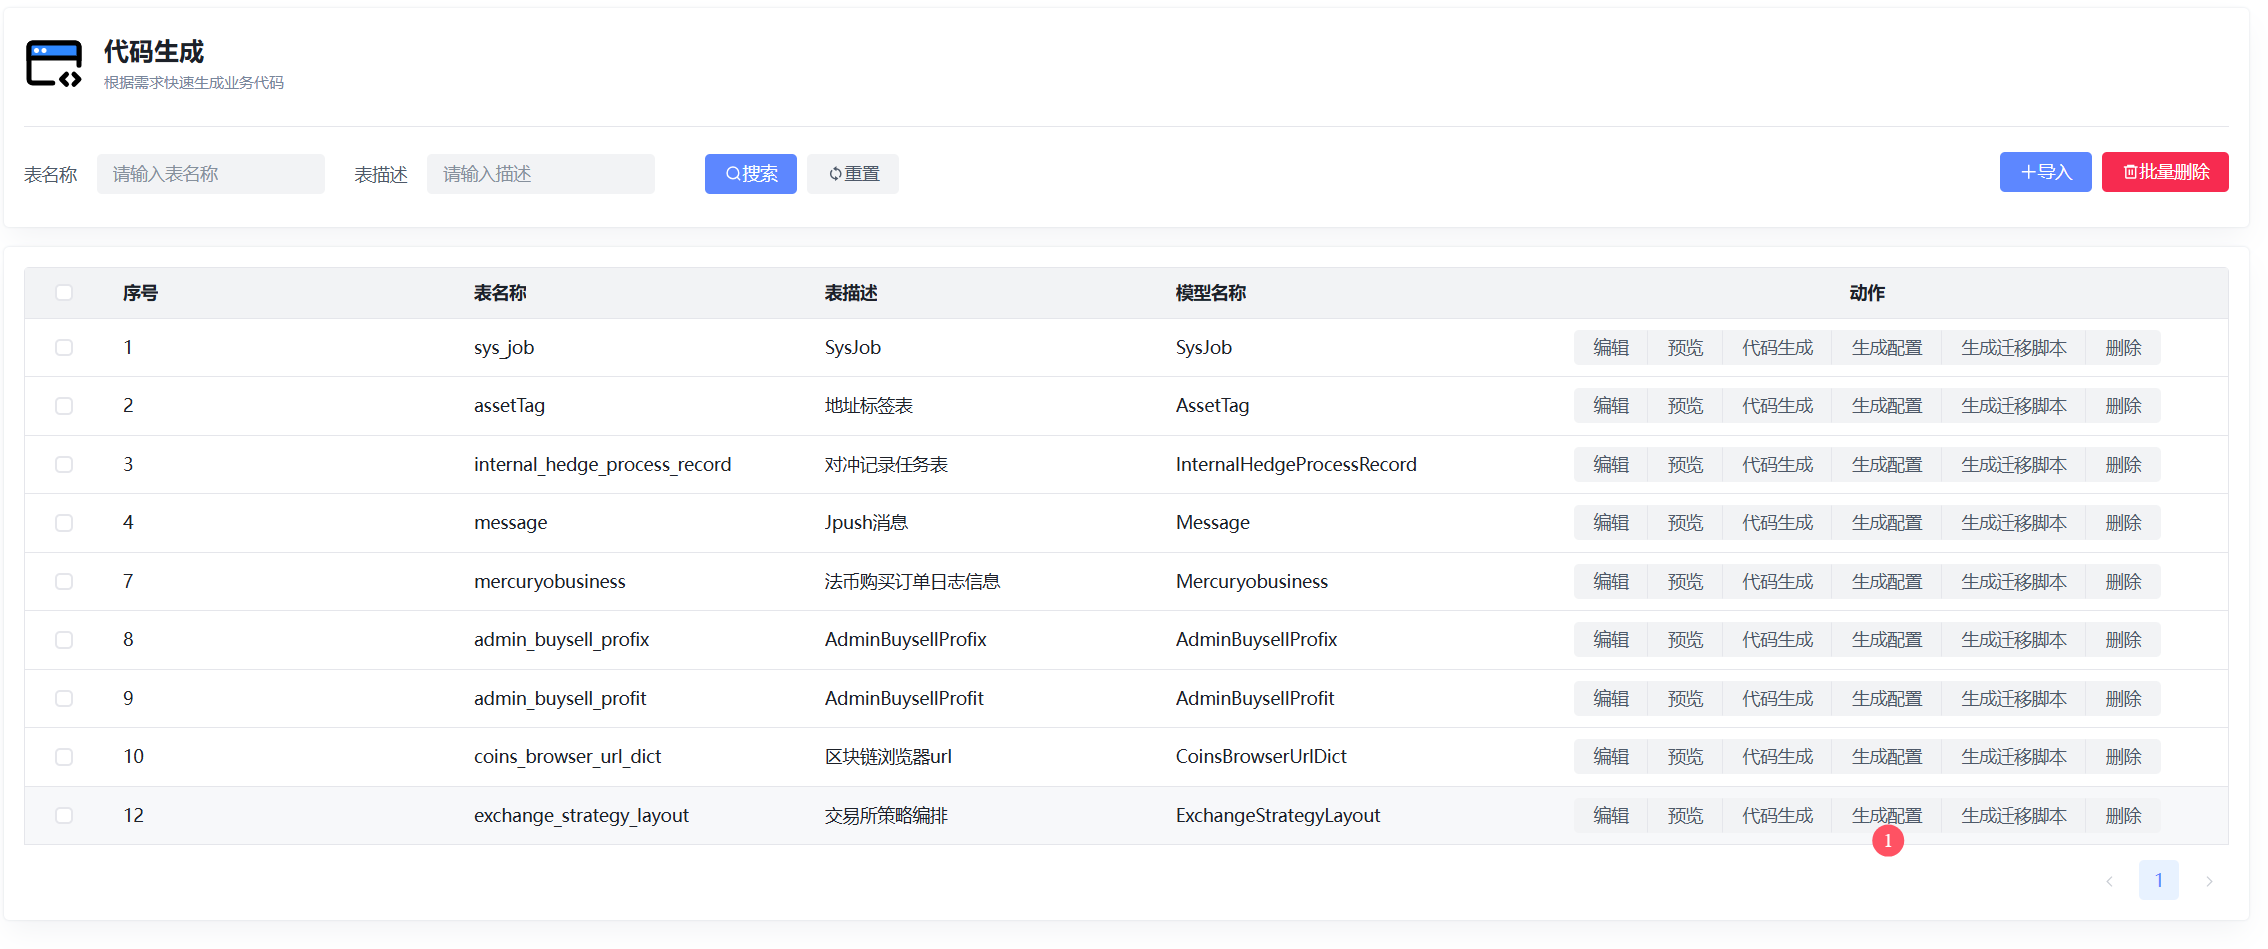 代码生成
根据需求快速生成业务代码
表名称 请输入表名称 表描述 请输入描述 搜索 重置 导入 批量删除
序号 表名称 表描述 模型名称 动作
1 sys_job SysJob SysJob 编辑 预览 代码生成 生成配置 生成迁移脚本 删除
2 assetTag 地址标签表 AssetTag 编辑 预览 代码生成 生成配置 生成迁移脚本 删除
3 internal_hedge_process_record 对冲记录任务表 InternalHedgeProcessRecord 编辑 预览 代码生成 生成配置 生成迁移脚本 删除
4 message Jpush消息 Message 编辑 预览 代码生成 生成配置 生成迁移脚本 删除
7 mercuryobusiness 法币购买订单日志信息 Mercuryobusiness 编辑 预览 代码生成 生成配置 生成迁移脚本 删除
8 admin_buysell_profix AdminBuysellProfix AdminBuysellProfix 编辑 预览 代码生成 生成配置 生成迁移脚本 删除
9 admin_buysell_profit AdminBuysellProfit AdminBuysellProfit 编辑 预览 代码生成 生成配置 生成迁移脚本 删除
10 coins_browser_url_dict 区块链浏览器url CoinsBrowserUrlDict 编辑 预览 代码生成 生成配置 生成迁移脚本 删除
12 exchange_strategy_layout 交易所策略编排 ExchangeStrategyLayout 编辑 预览 代码生成 生成配置 生成迁移脚本 删除
1
1